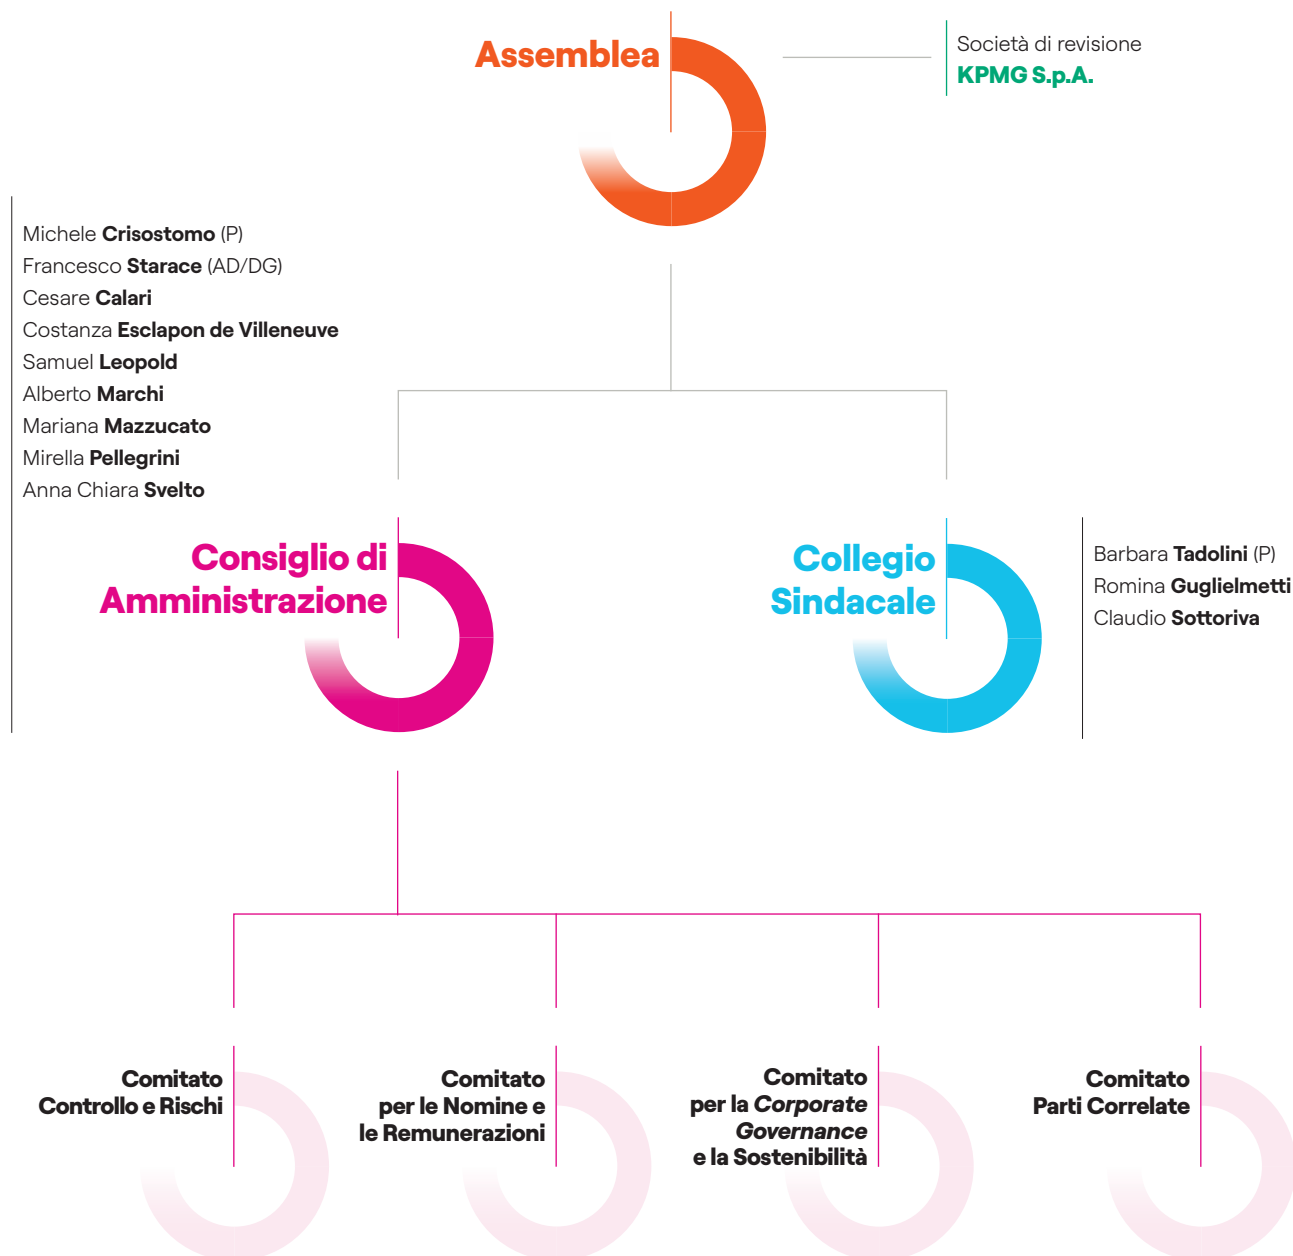 Assemblea
Società di revisione
KPMG S.p.A.
Michele Crisostomo (P)
Francesco Starace (AD/DG)
Cesare Calari
Costanza Esclapon de Villeneuve
Samuel Leopold
Alberto Marchi
Mariana Mazzucato
Mirella Pellegrini
Anna Chiara Svelto
Consiglio di
Amministrazione
Collegio
Sindacale
Barbara Tadolini (P)
Romina Guglielmetti
Claudio Sottoriva
Comitato
Controllo e Rischi
Comitato
per le Nomine e
le Remunerazioni
Comitato
per la Corporate
Governance
e la Sostenibilità
Comitato
Parti Correlate